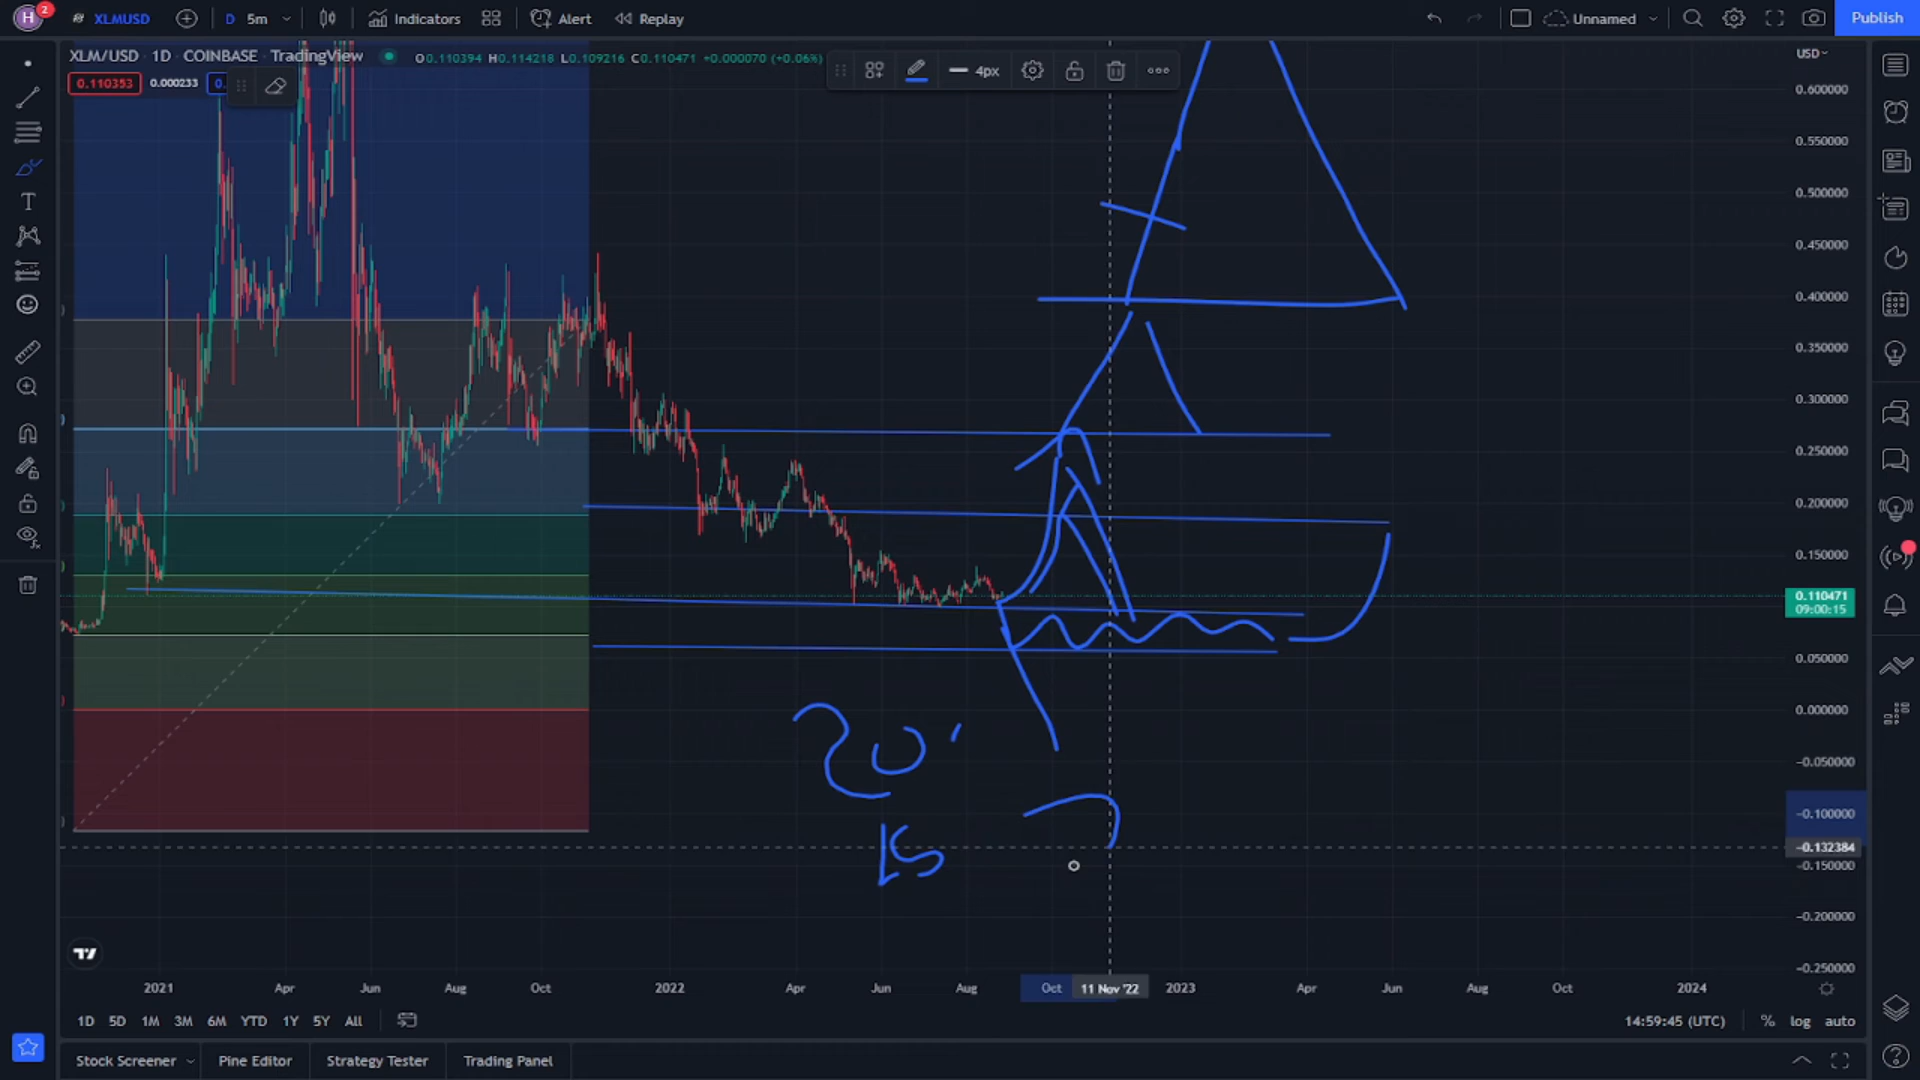 H 2 XLMUSD D 5m Indicators Alert Replay Unnamed Publish
XLM/USD · 1D · COINBASE · TradingView O0.110394 H0.114218 L0.109216 C0.110471 +0.000070 (+0.06%)
0.110353 0.000233 0.
4px
USD
0.600000
0.550000
0.500000
0.450000
0.400000
0.350000
0.300000
0.250000
0.200000
0.150000
0.110471
09:00:15
0.050000
0.000000
−0.050000
−0.100000
−0.132384
−0.150000
−0.200000
−0.250000
20
15
2021 Apr Jun Aug Oct 2022 Apr Jun Aug Oct 11 Nov '22 2023 Apr Jun Aug Oct 2024
1D 5D 1M 3M 6M YTD 1Y 5Y All 14:59:45 (UTC) % log auto
Stock Screener Pine Editor Strategy Tester Trading Panel